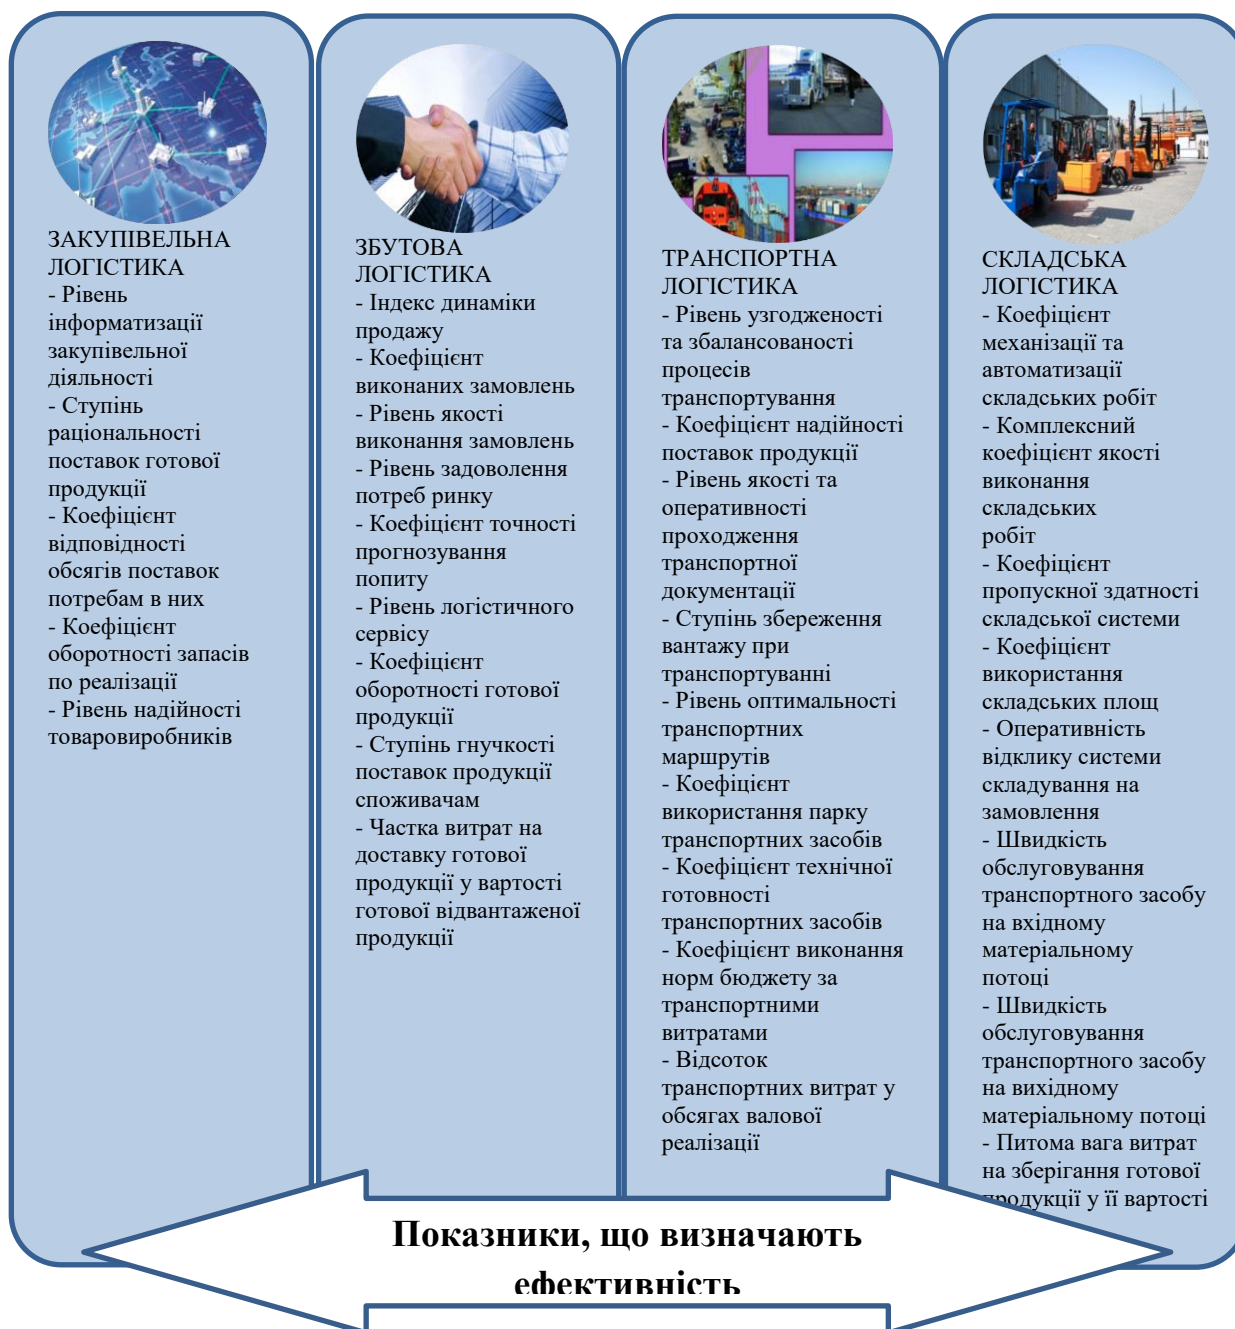 ЗАКУПІВЕЛЬНА
ЛОГІСТИКА
- Рівень
інформатизації
закупівельної
діяльності
- Ступінь
раціональності
поставок готової
продукції
- Коефіцієнт
відповідності
обсягів поставок
потребам в них
- Коефіцієнт
оборотності запасів
по реалізації
- Рівень надійності
товаровиробників
ЗБУТОВА
ЛОГІСТИКА
- Індекс динаміки
продажу
- Коефіцієнт
виконаних замовлень
- Рівень якості
виконання замовлень
- Рівень задоволення
потреб ринку
- Коефіцієнт точності
прогнозування
попиту
- Рівень логістичного
сервісу
- Коефіцієнт
оборотності готової
продукції
- Ступінь гнучкості
поставок продукції
споживачам
- Частка витрат на
доставку готової
продукції у вартості
готової відвантаженої
продукції
ТРАНСПОРТНА
ЛОГІСТИКА
- Рівень узгодженості
та збалансованості
процесів
транспортування
- Коефіцієнт надійності
поставок продукції
- Рівень якості та
оперативності
проходження
транспортної
документації
- Ступінь збереження
вантажу при
транспортуванні
- Рівень оптимальності
транспортних
маршрутів
- Коефіцієнт
використання парку
транспортних засобів
- Коефіцієнт технічної
готовності
транспортних засобів
- Коефіцієнт виконання
норм бюджету за
транспортними
витратами
- Відсоток
транспортних витрат у
обсягах валової
реалізації
СКЛАДСЬКА
ЛОГІСТИКА
- Коефіцієнт
механізації та
автоматизації
складських робіт
- Комплексний
коефіцієнт якості
виконання
складських
робіт
- Коефіцієнт
пропускної здатності
складської системи
- Коефіцієнт
використання
складських площ
- Оперативність
відклику системи
складування на
замовлення
- Швидкість
обслуговування
транспортного засобу
на вхідному
матеріальному
потоці
- Швидкість
обслуговування
транспортного засобу
на вихідному
матеріальному потоці
- Питома вага витрат
на зберігання готової
продукції у її вартості
Показники, що визначають
ефективність